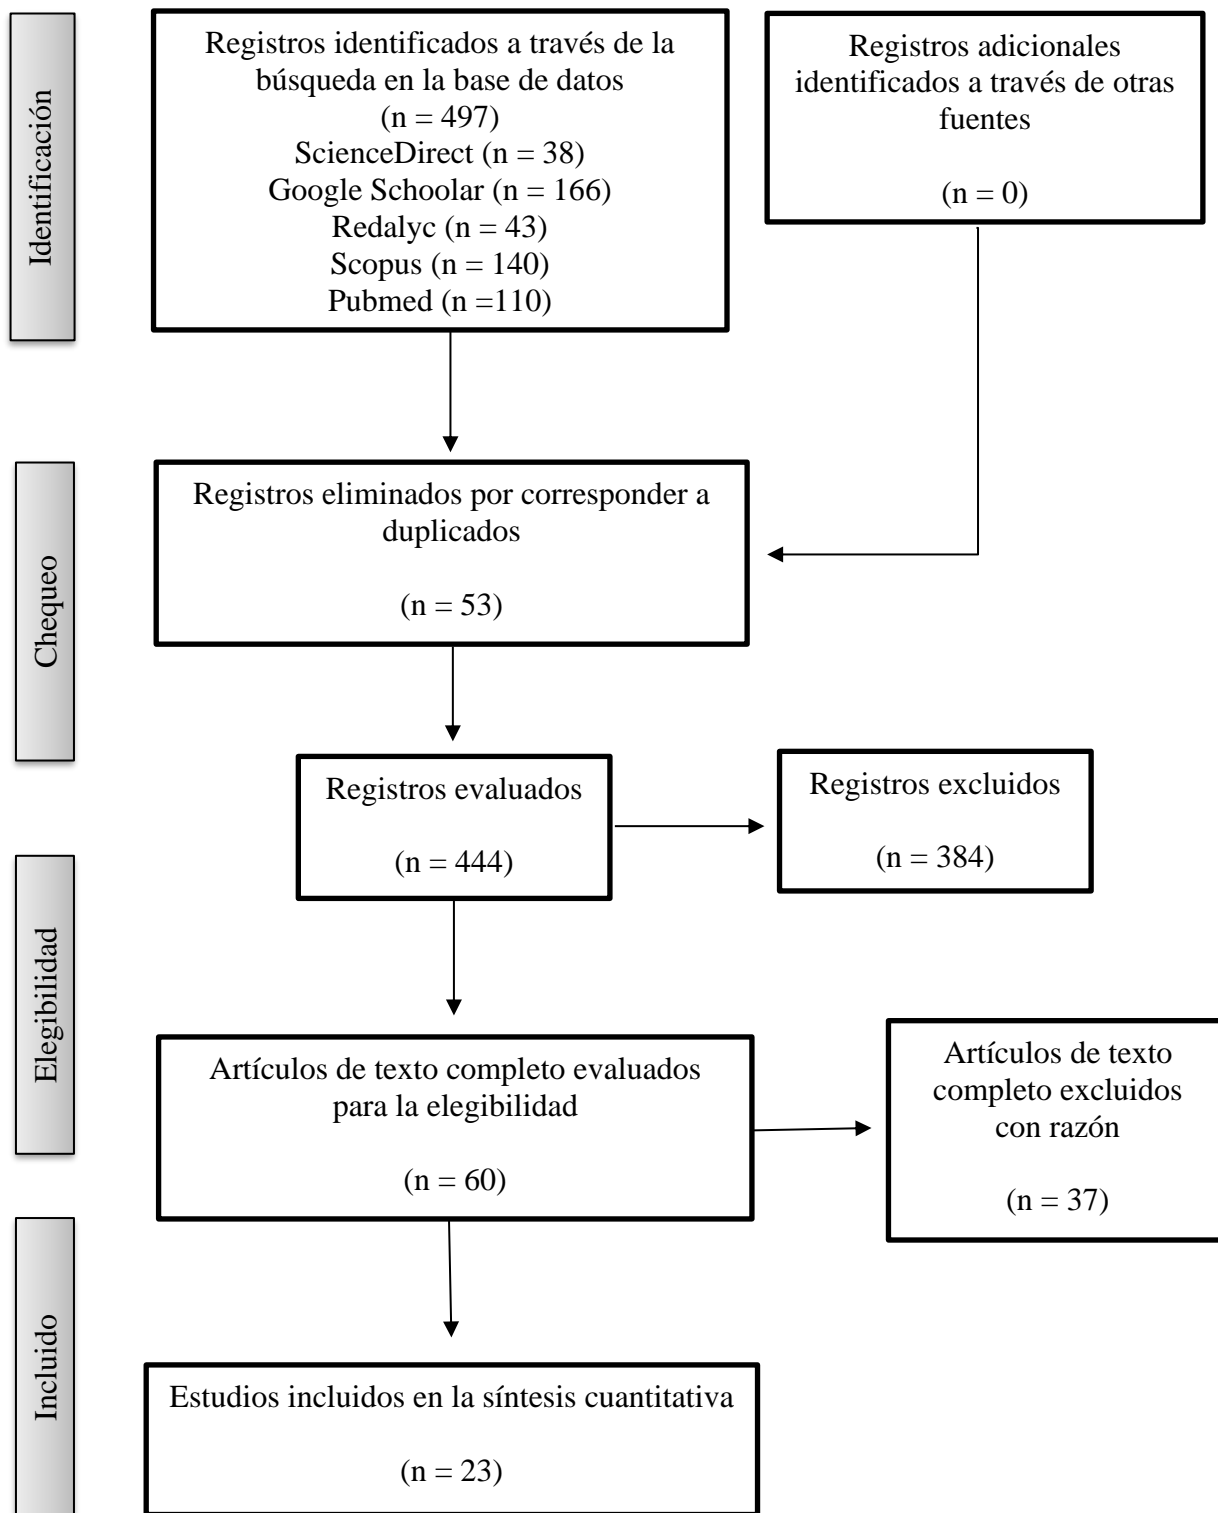 Identificación
Registros identificados a través de la
búsqueda en la base de datos
(n = 497)
ScienceDirect (n = 38)
Google Schoolar (n = 166)
Redalyc (n = 43)
Scopus (n = 140)
Pubmed (n =110)
Registros adicionales
identificados a través de otras
fuentes
(n = 0)
Chequeo
Registros eliminados por corresponder a
duplicados
(n = 53)
Registros evaluados
(n = 444)
Registros excluidos
(n = 384)
Elegibilidad
Artículos de texto completo evaluados
para la elegibilidad
(n = 60)
Artículos de texto
completo excluidos
con razón
(n = 37)
Incluido
Estudios incluidos en la síntesis cuantitativa
(n = 23)